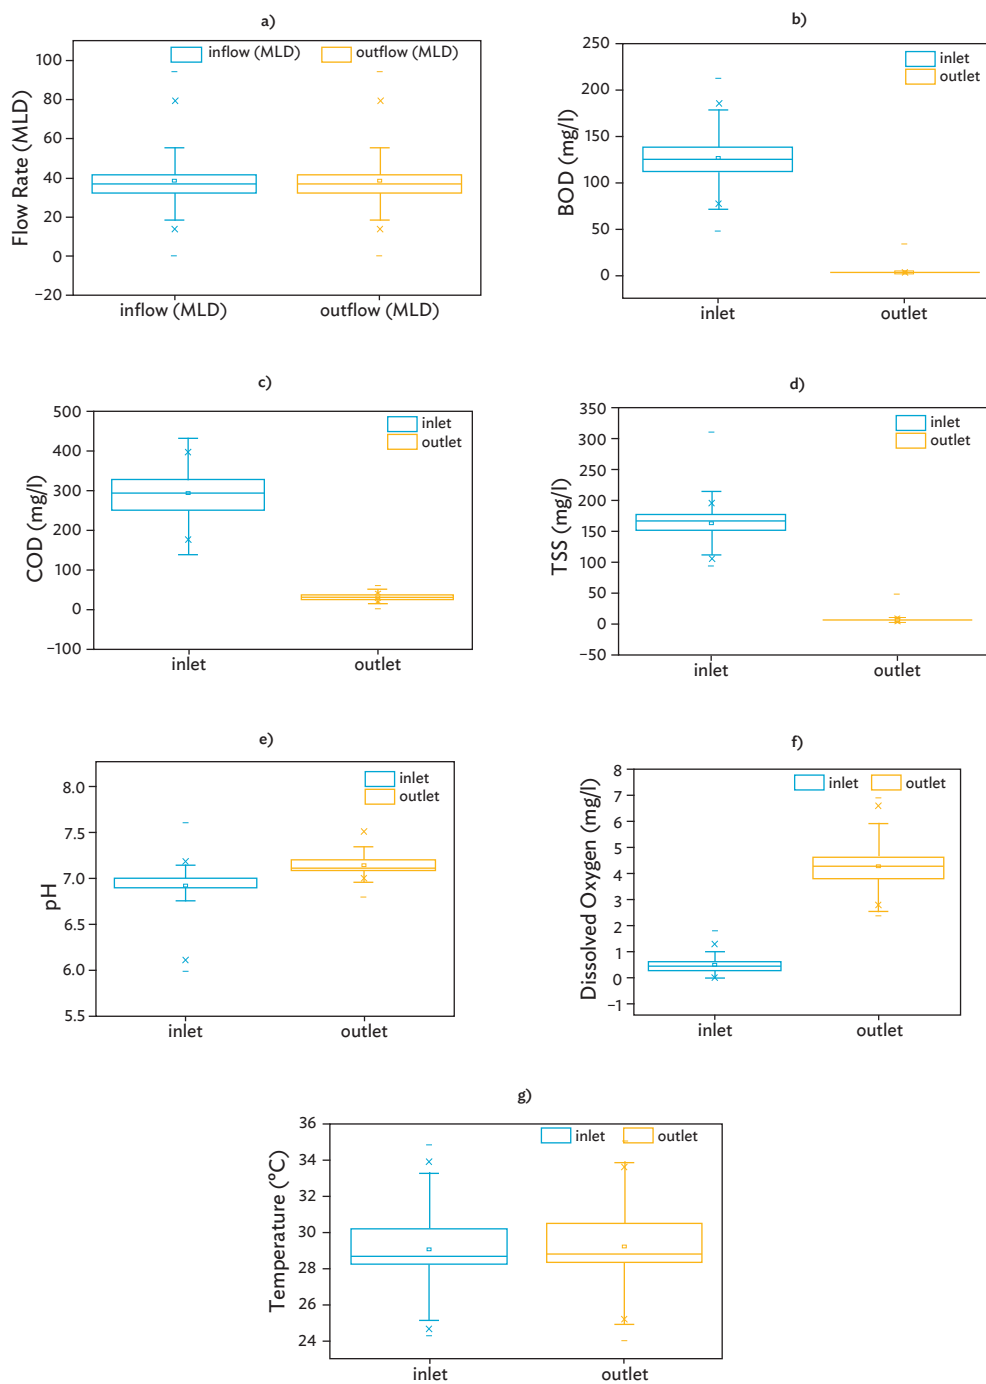 a)
inflow (MLD) outflow (MLD)
Flow Rate (MLD)
100
80
60
40
20
0
−20
inflow (MLD) outflow (MLD)
b)
inlet
outlet
BOD (mg/l)
250
200
150
100
50
0
inlet outlet
c)
inlet
outlet
COD (mg/l)
500
400
300
200
100
0
−100
inlet outlet
d)
inlet
outlet
TSS (mg/l)
350
300
250
200
150
100
50
0
−50
inlet outlet
e)
inlet
outlet
pH
8.0
7.5
7.0
6.5
6.0
5.5
inlet outlet
f)
inlet outlet
Dissolved Oxygen (mg/l)
8
7
6
5
4
3
2
1
0
−1
inlet outlet
g)
inlet outlet
Temperature (°C)
36
34
32
30
28
26
24
inlet outlet